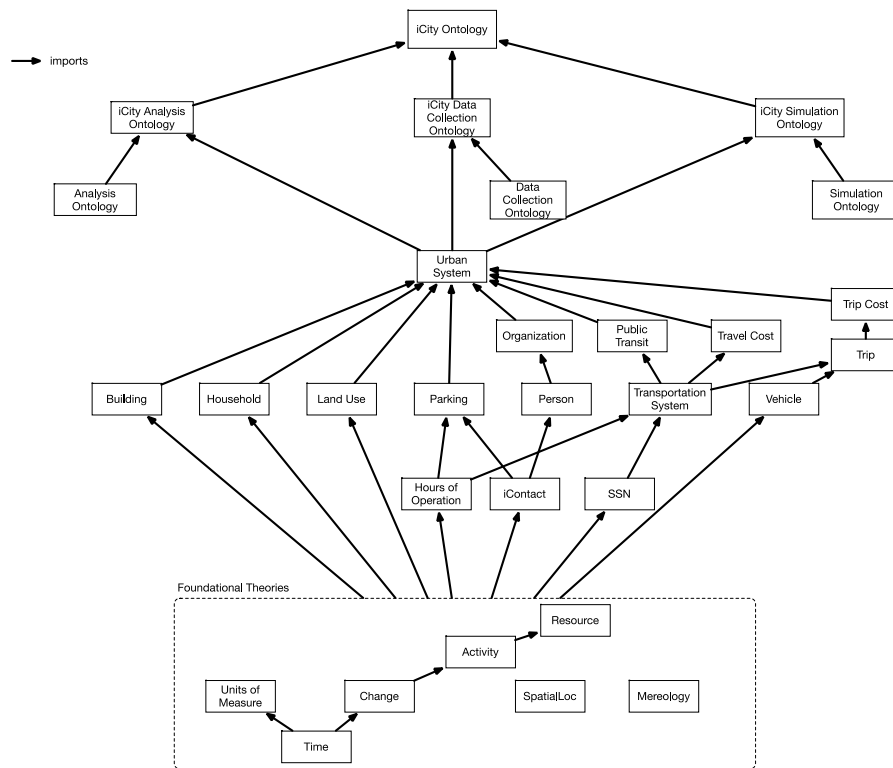 iCity Ontology
imports
iCity Analysis
Ontology
iCity Data
Collection
Ontology
iCity Simulation
Ontology
Analysis
Ontology
Data
Collection
Ontology
Simulation
Ontology
Urban
System
Trip Cost
Organization
Public
Transit
Travel Cost
Trip
Building
Household
Land Use
Parking
Person
Transportation
System
Vehicle
Hours of
Operation
iContact
SSN
Foundational Theories
Resource
Activity
Units of
Measure
Change
SpatialLoc
Mereology
Time